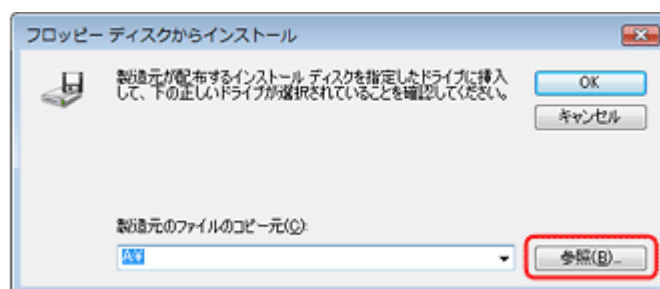 フロッピー ディスクからインストール
製造元が配布するインストール ディスクを指定したドライブに挿入
して、下の正しいドライブが選択されていることを確認してください。
OK
キャンセル
製造元のファイルのコピー元(C):
A:¥
参照(B)...